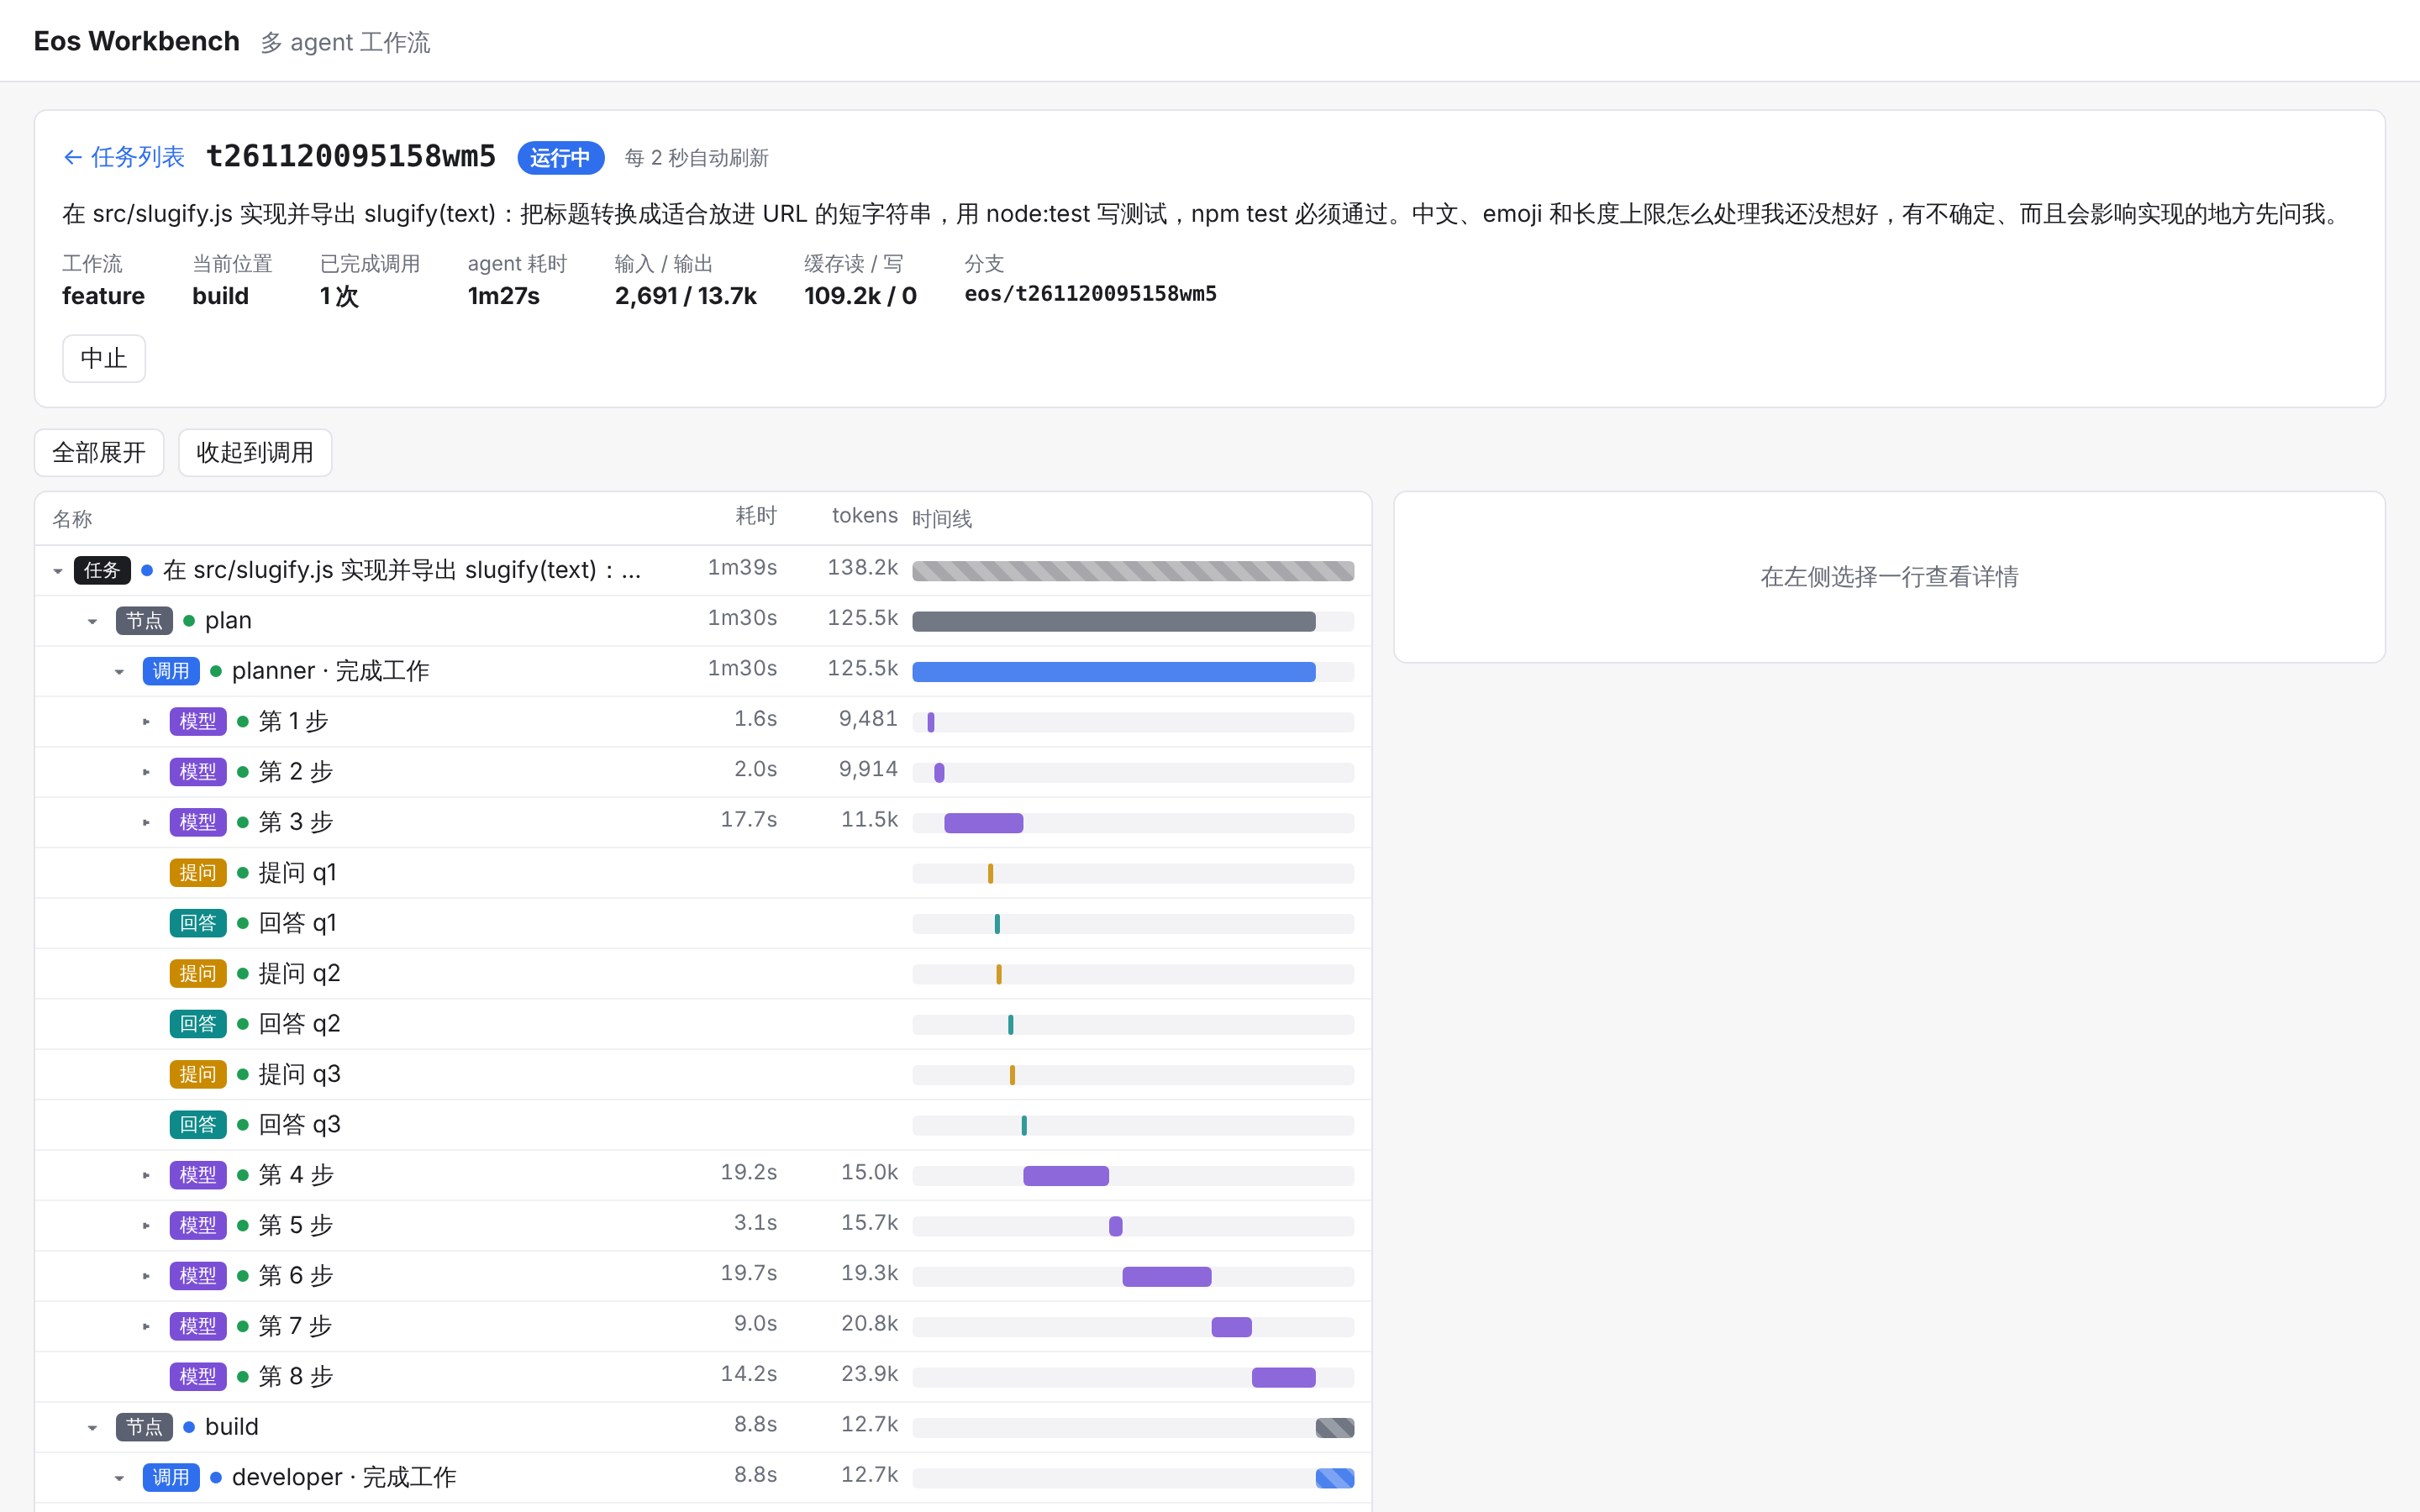 Eos Workbench 多 agent 工作流
← 任务列表 t261120095158wm5 运行中 每 2 秒自动刷新
在 src/slugify.js 实现并导出 slugify(text)：把标题转换成适合放进 URL 的短字符串，用 node:test 写测试，npm test 必须通过。中文、emoji 和长度上限怎么处理我还没想好，有不确定、而且会影响实现的地方先问我。
工作流 当前位置 已完成调用 agent 耗时 输入 / 输出 缓存读 / 写 分支
feature build 1 次 1m27s 2,691 / 13.7k 109.2k / 0 eos/t261120095158wm5
中止
全部展开 收起到调用
名称 耗时 tokens 时间线
任务 在 src/slugify.js 实现并导出 slugify(text)：... 1m39s 138.2k
节点 plan 1m30s 125.5k
调用 planner · 完成工作 1m30s 125.5k
模型 第 1 步 1.6s 9,481
模型 第 2 步 2.0s 9,914
模型 第 3 步 17.7s 11.5k
提问 提问 q1
回答 回答 q1
提问 提问 q2
回答 回答 q2
提问 提问 q3
回答 回答 q3
模型 第 4 步 19.2s 15.0k
模型 第 5 步 3.1s 15.7k
模型 第 6 步 19.7s 19.3k
模型 第 7 步 9.0s 20.8k
模型 第 8 步 14.2s 23.9k
节点 build 8.8s 12.7k
调用 developer · 完成工作 8.8s 12.7k
在左侧选择一行查看详情